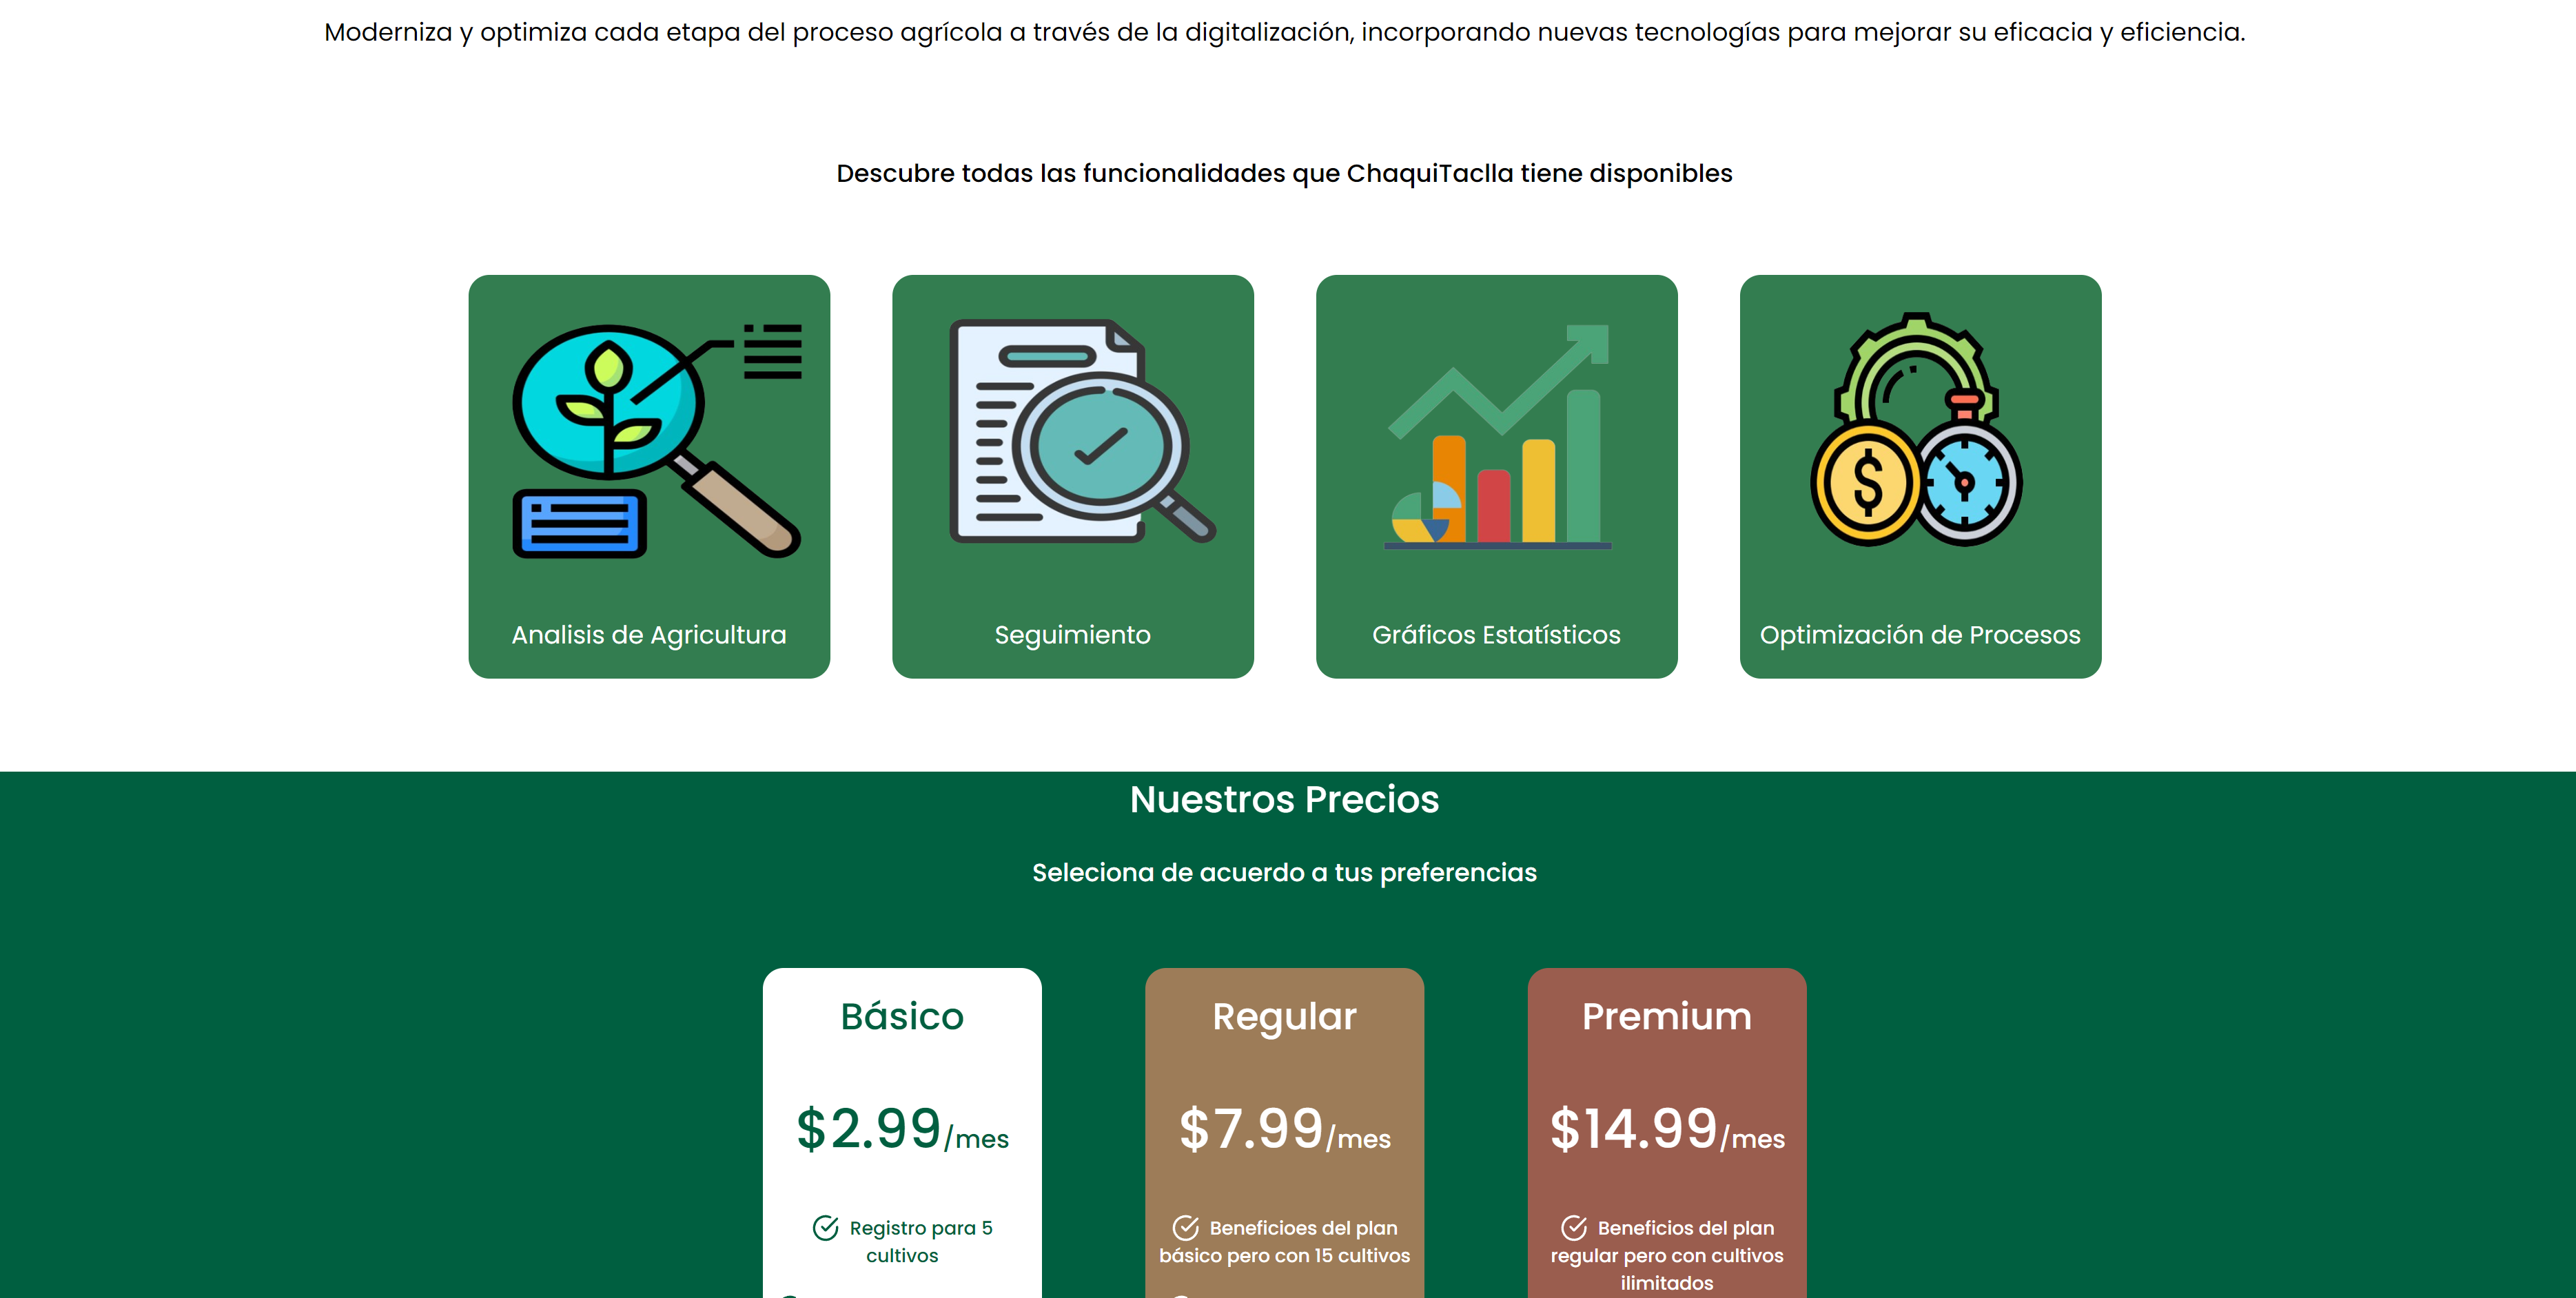 Moderniza y optimiza cada etapa del proceso agrícola a través de la digitalización, incorporando nuevas tecnologías para mejorar su eficacia y eficiencia.
Descubre todas las funcionalidades que ChaquiTaclla tiene disponibles
Analisis de Agricultura
Seguimiento
Gráficos Estatísticos
Optimización de Procesos
Nuestros Precios
Seleciona de acuerdo a tus preferencias
Básico
$2.99/mes
Registro para 5
cultivos
Regular
$7.99/mes
Beneficioes del plan
básico pero con 15 cultivos
Premium
$14.99/mes
Beneficios del plan
regular pero con cultivos
ilimitados